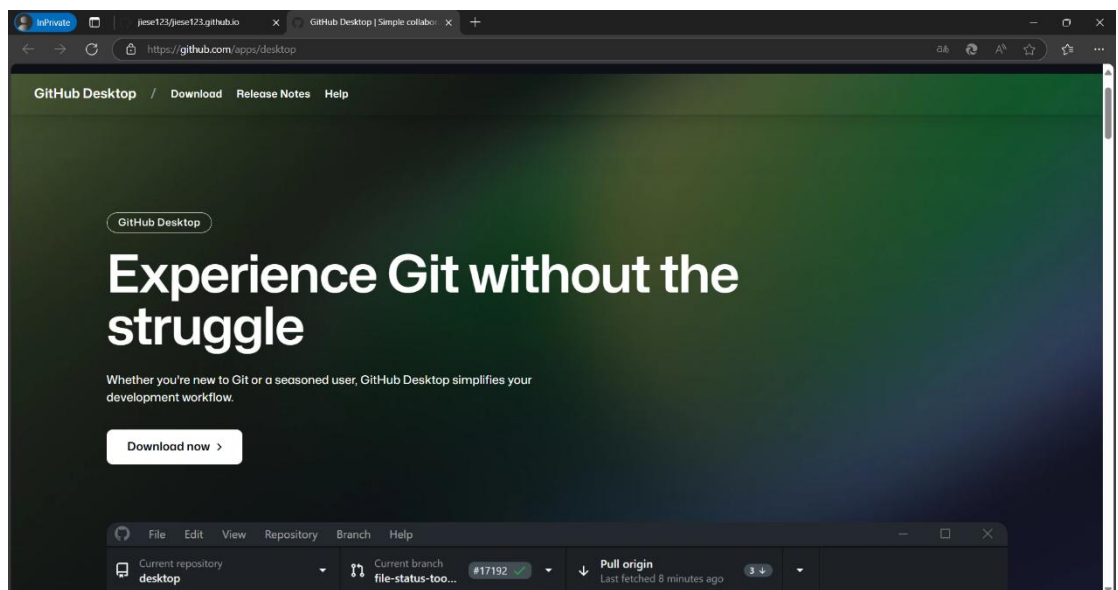 InPrivate
jiese123/jiese123.github.io
GitHub Desktop | Simple collabor
https://github.com/apps/desktop
GitHub Desktop / Download Release Notes Help
GitHub Desktop
Experience Git without the
struggle
Whether you're new to Git or a seasoned user, GitHub Desktop simplifies your
development workflow.
Download now >
File Edit View Repository Branch Help
Current repository
desktop
Current branch
file-status-too...
#17192
Pull origin
Last fetched 8 minutes ago
3